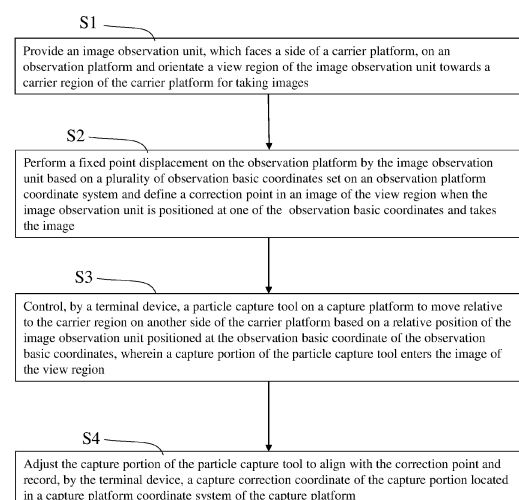 S1
Provide an image observation unit, which faces a side of a carrier platform, on an
observation platform and orientate a view region of the image observation unit towards a
carrier region of the carrier platform for taking images
S2
Perform a fixed point displacement on the observation platform by the image observation
unit based on a plurality of observation basic coordinates set on an observation platform
coordinate system and define a correction point in an image of the view region when the
image observation unit is positioned at one of the observation basic coordinates and takes
the image
S3
Control, by a terminal device, a particle capture tool on a capture platform to move relative
to the carrier region on another side of the carrier platform based on a relative position of the
image observation unit positioned at the observation basic coordinate of the observation
basic coordinates, wherein a capture portion of the particle capture tool enters the image of
the view region
S4
Adjust the capture portion of the particle capture tool to align with the correction point and
record, by the terminal device, a capture correction coordinate of the capture portion located
in a capture platform coordinate system of the capture platform